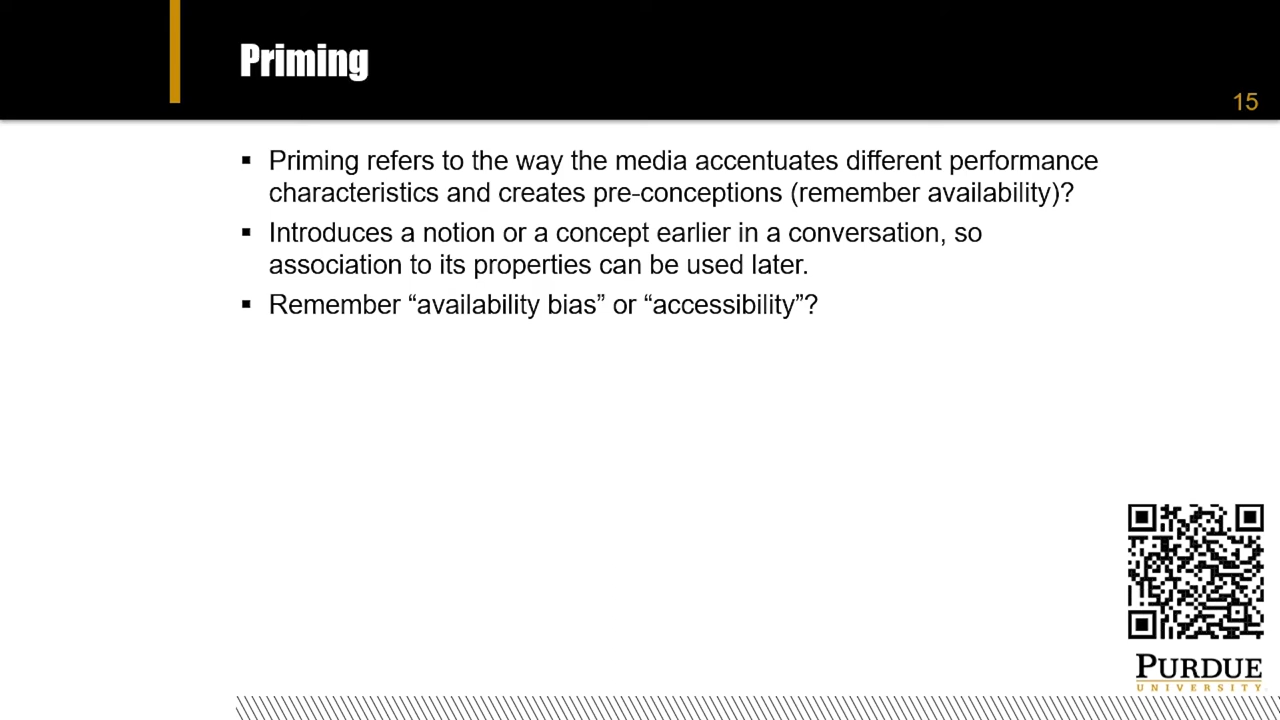 Priming
15
▪ Priming refers to the way the media accentuates different performance
characteristics and creates pre-conceptions (remember availability)?
▪ Introduces a notion or a concept earlier in a conversation, so
association to its properties can be used later.
▪ Remember “availability bias” or “accessibility”?
PURDUE
UNIVERSITY